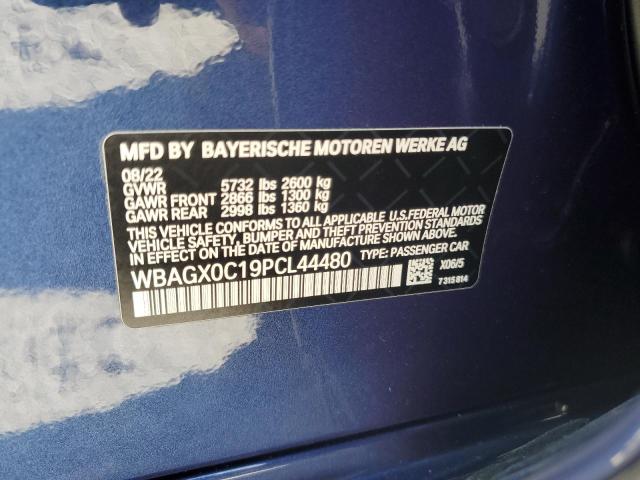 MFD BY BAYERISCHE MOTOREN WERKE AG
08/22
GVWR 5732 lbs 2600 kg
GAWR FRONT 2866 lbs 1300 kg
GAWR REAR 2998 lbs 1360 kg
THIS VEHICLE CONFORMS TO ALL APPLICABLE U.S.FEDERAL MOTOR
VEHICLE SAFETY, BUMPER, AND THEFT PREVENTION STANDARDS
IN EFFECT ON THE DATE OF MANUFACTURE SHOWN ABOVE.
WBAGX0C19PCL44480 TYPE: PASSENGER CAR
X06/5
7315814